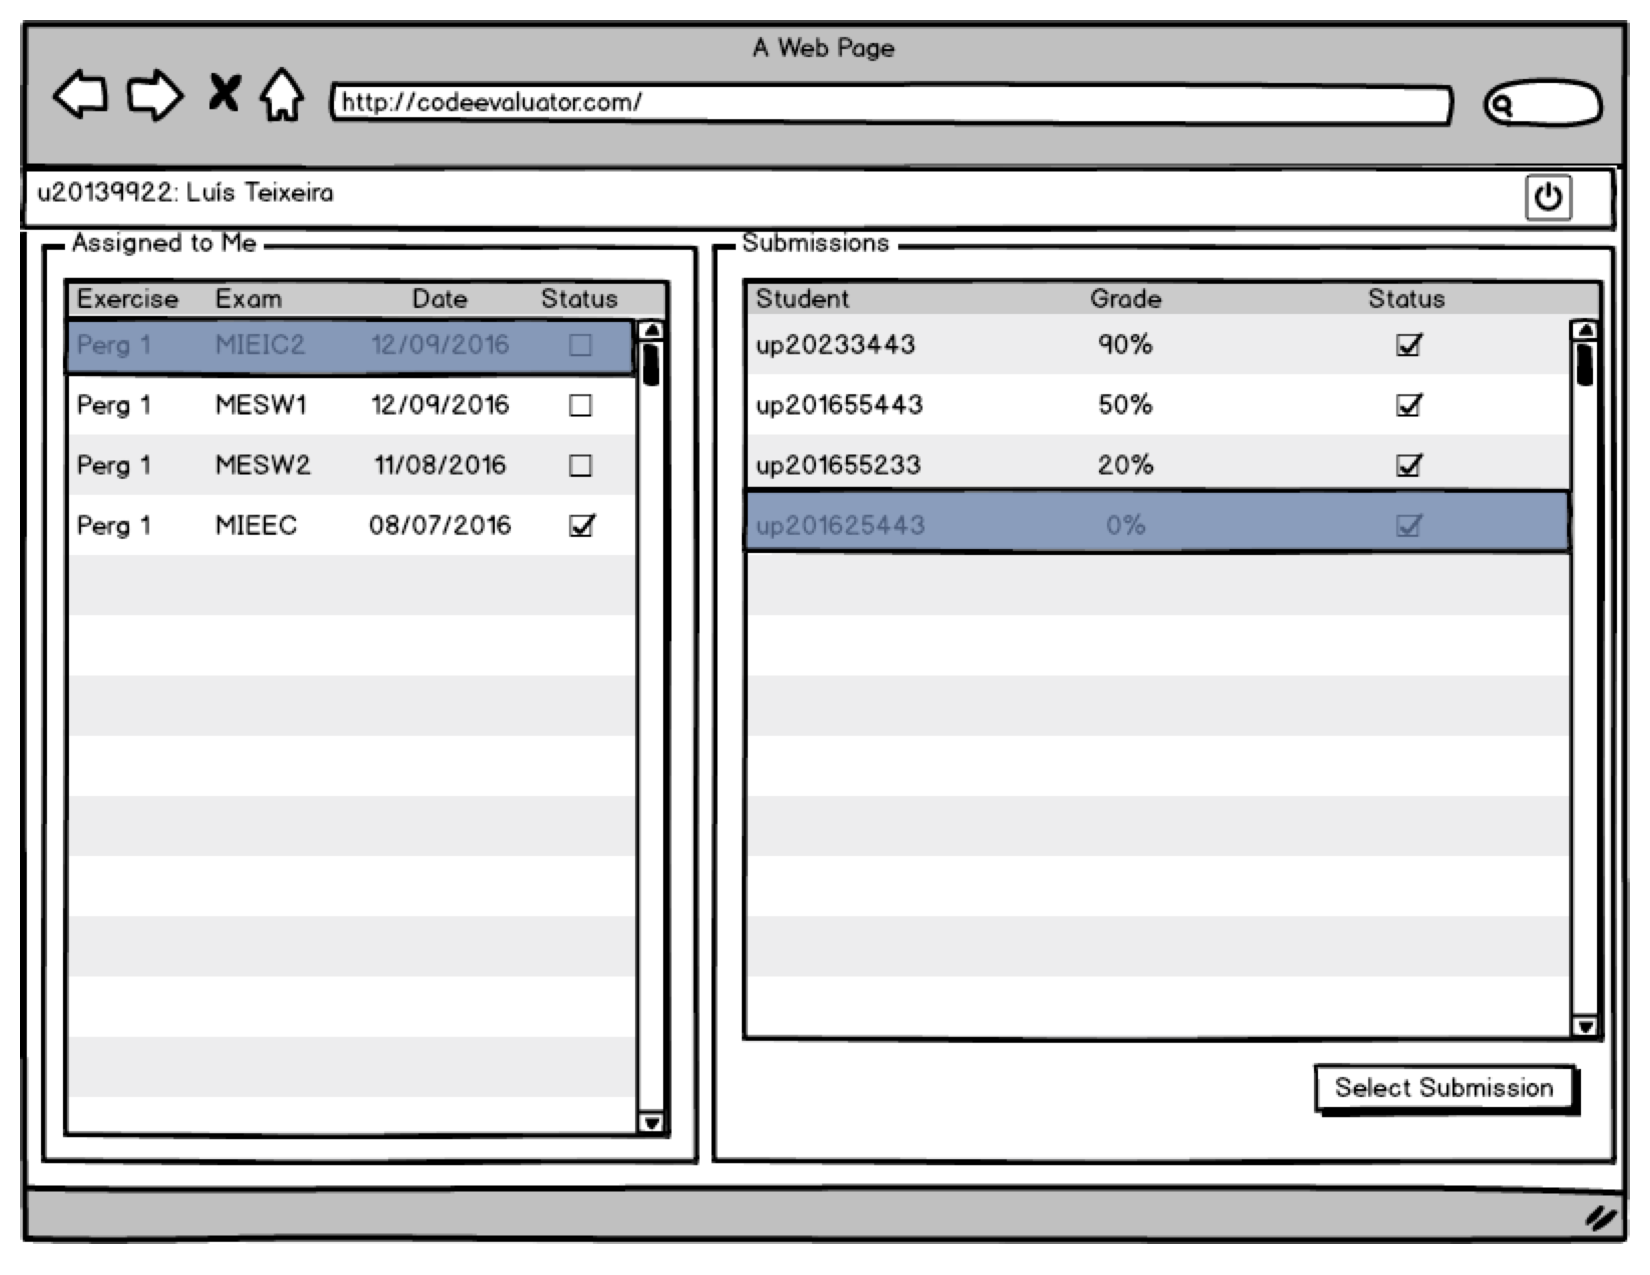 A Web Page
http://codeevaluator.com/
u20139922: Luís Teixeira
Assigned to Me
Exercise Exam Date Status
Perg 1 MIEIC2 12/09/2016
Perg 1 MESW1 12/09/2016
Perg 1 MESW2 11/08/2016
Perg 1 MIEEC 08/07/2016
Submissions
Student Grade Status
up20233443 90%
up201655443 50%
up201655233 20%
up201625443 0%
Select Submission